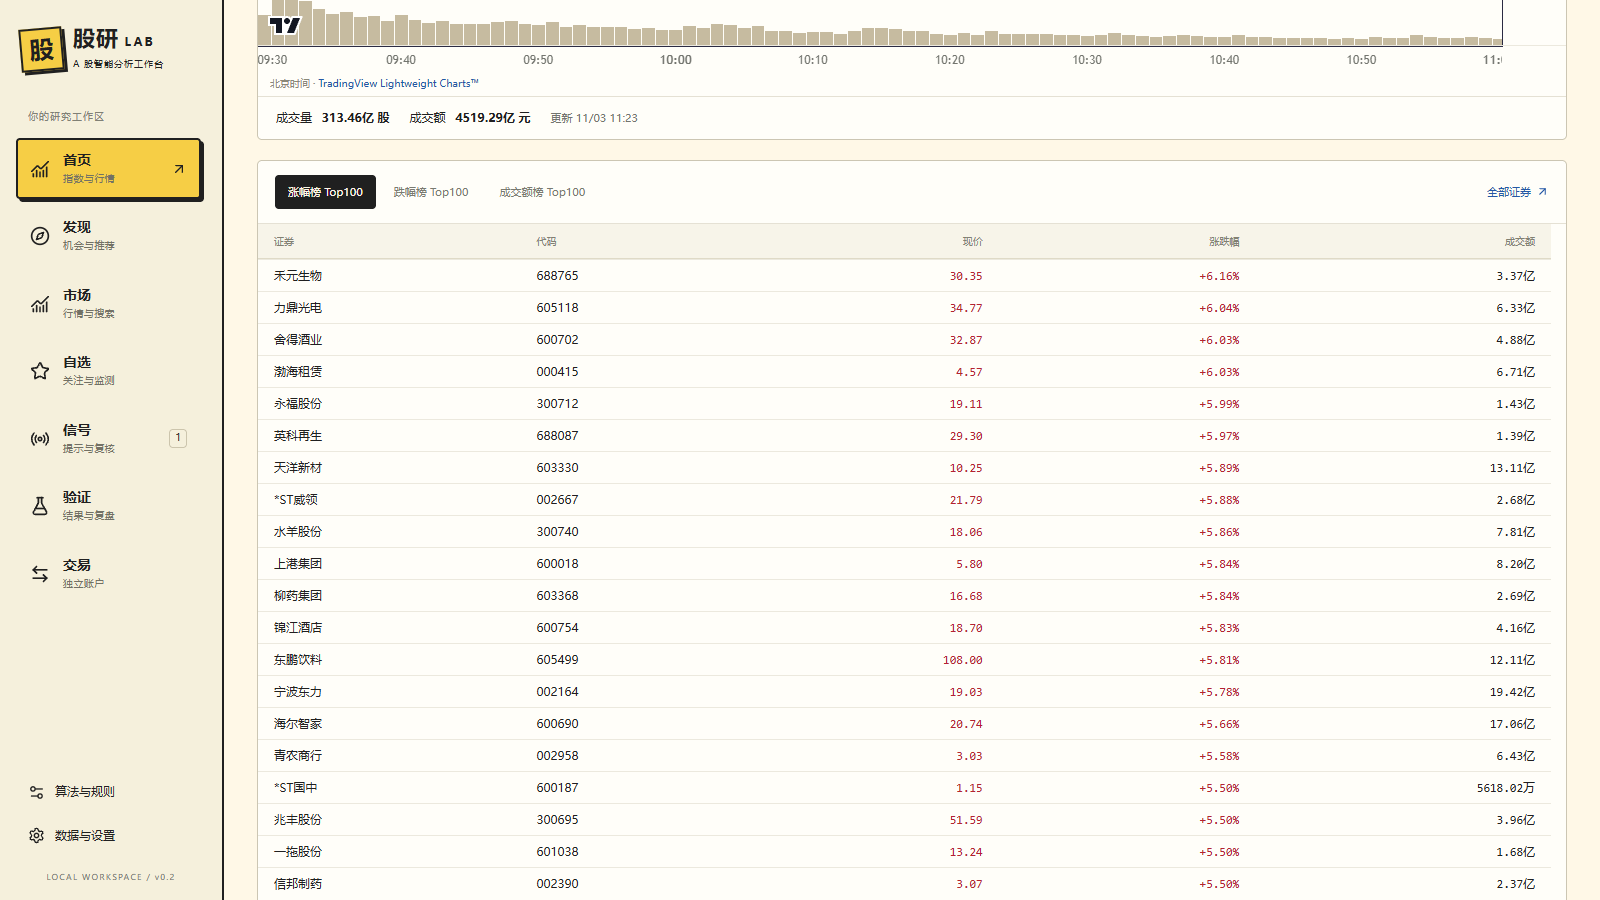 股 股研 LAB
A 股智能分析工作台
你的研究工作区
首页
指数与行情
发现
机会与推荐
市场
行情与搜索
自选
关注与监测
信号
提示与复核
1
验证
结果与复盘
交易
独立账户
算法与规则
数据与设置
LOCAL WORKSPACE / v0.2
09:30 09:40 09:50 10:00 10:10 10:20 10:30 10:40 10:50 11:
北京时间 · TradingView Lightweight Charts™
成交量 313.46亿 股 成交额 4519.29亿 元 更新 11/03 11:23
涨幅榜 Top100 跌幅榜 Top100 成交额榜 Top100 全部证券
证券 代码 现价 涨跌幅 成交额
禾元生物 688765 30.35 +6.16% 3.37亿
力鼎光电 605118 34.77 +6.04% 6.33亿
舍得酒业 600702 32.87 +6.03% 4.88亿
渤海租赁 000415 4.57 +6.03% 6.71亿
永福股份 300712 19.11 +5.99% 1.43亿
英科再生 688087 29.30 +5.97% 1.39亿
天洋新材 603330 10.25 +5.89% 13.11亿
*ST威领 002667 21.79 +5.88% 2.68亿
水羊股份 300740 18.06 +5.86% 7.81亿
上港集团 600018 5.80 +5.84% 8.20亿
柳药集团 603368 16.68 +5.84% 2.69亿
锦江酒店 600754 18.70 +5.83% 4.16亿
东鹏饮料 605499 108.00 +5.81% 12.11亿
宁波东力 002164 19.03 +5.78% 19.42亿
海尔智家 600690 20.74 +5.66% 17.06亿
青农商行 002958 3.03 +5.58% 6.43亿
*ST国中 600187 1.15 +5.50% 5618.02万
兆丰股份 300695 51.59 +5.50% 3.96亿
一拖股份 601038 13.24 +5.50% 1.68亿
信邦制药 002390 3.07 +5.50% 2.37亿